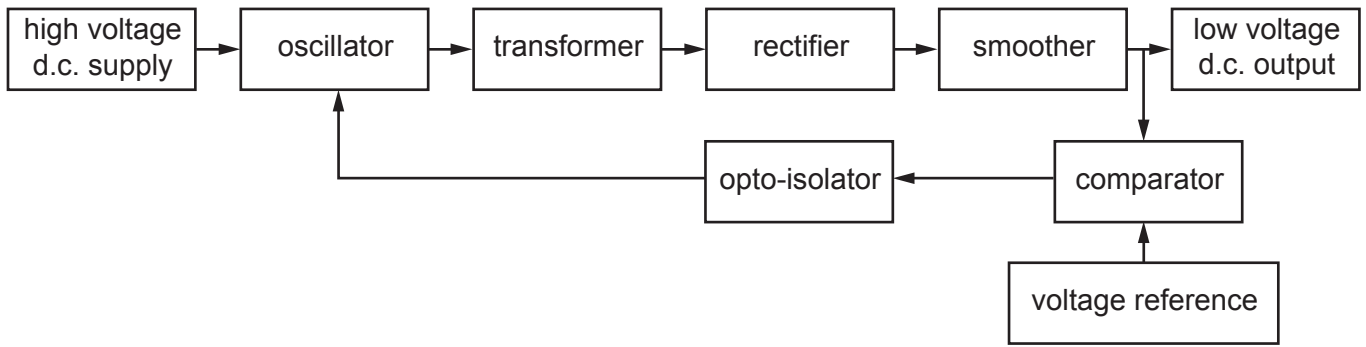 high voltage
d.c. supply
oscillator
transformer
rectifier
smoother
low voltage
d.c. output
opto-isolator
comparator
voltage reference